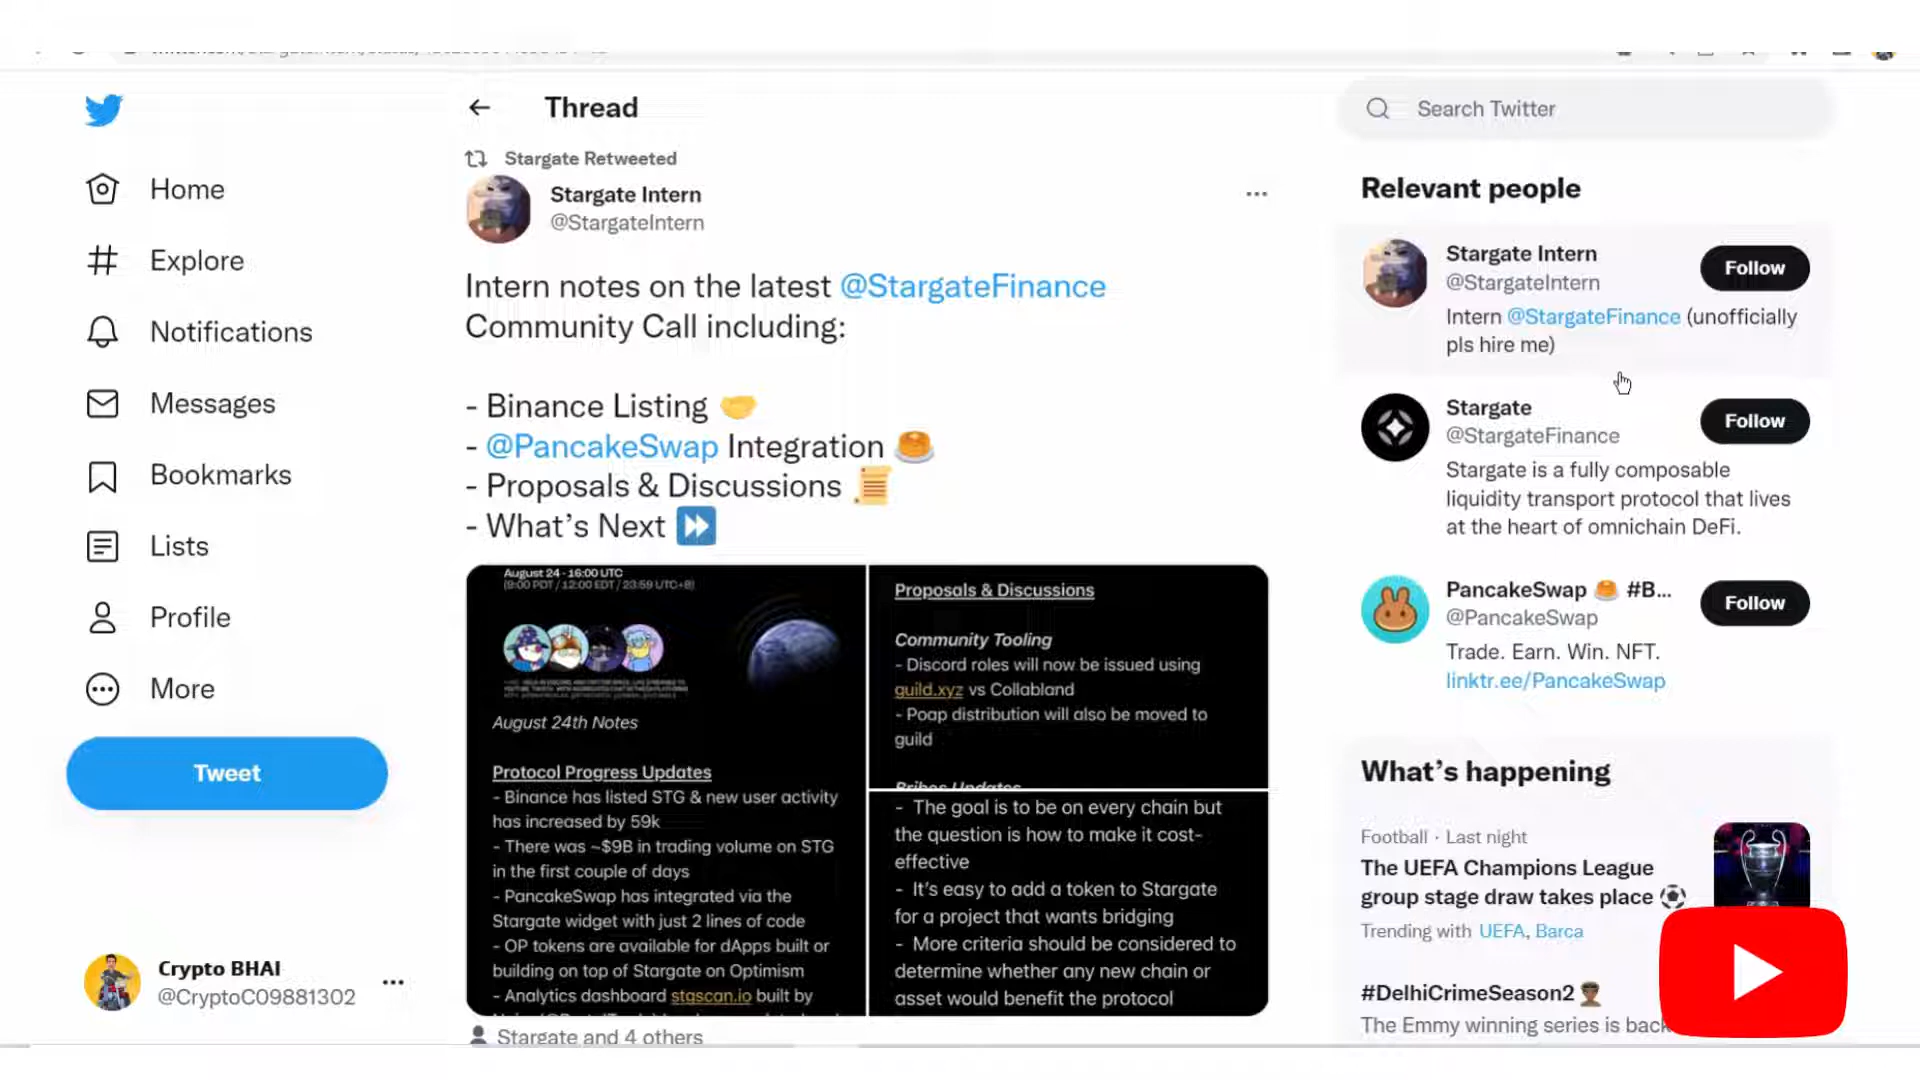 Home
Explore
Notifications
Messages
Bookmarks
Lists
Profile
More
Tweet
Crypto BHAI
@CryptoC09881302
Thread
Stargate Retweeted
Stargate Intern
@StargateIntern
Intern notes on the latest @StargateFinance
Community Call including:
- Binance Listing 🤝
- @PancakeSwap Integration 🥞
- Proposals & Discussions 📜
- What’s Next ⏩
August 24 - 16:00 UTC
(9:00 PDT / 12:00 EDT / 23:59 UTC+8)
August 24th Notes
Protocol Progress Updates
- Binance has listed STG & new user activity
has increased by 59k
- There was ~$9B in trading volume on STG
in the first couple of days
- PancakeSwap has integrated via the
Stargate widget with just 2 lines of code
- OP tokens are available for dApps built or
building on top of Stargate on Optimism
- Analytics dashboard stgscan.io built by
Proposals & Discussions
Community Tooling
- Discord roles will now be issued using
guild.xyz vs Collabland
- Poap distribution will also be moved to
guild
Bribes Updates
- The goal is to be on every chain but
the question is how to make it cost-
effective
- It’s easy to add a token to Stargate
for a project that wants bridging
- More criteria should be considered to
determine whether any new chain or
asset would benefit the protocol
Stargate and 4 others
Search Twitter
Relevant people
Stargate Intern
@StargateIntern
Follow
Intern @StargateFinance (unofficially
pls hire me)
Stargate
@StargateFinance
Follow
Stargate is a fully composable
liquidity transport protocol that lives
at the heart of omnichain DeFi.
PancakeSwap 🥞 #B...
@PancakeSwap
Follow
Trade. Earn. Win. NFT.
linktr.ee/PancakeSwap
What’s happening
Football · Last night
The UEFA Champions League
group stage draw takes place ⚽
Trending with UEFA, Barca
#DelhiCrimeSeason2
The Emmy winning series is back